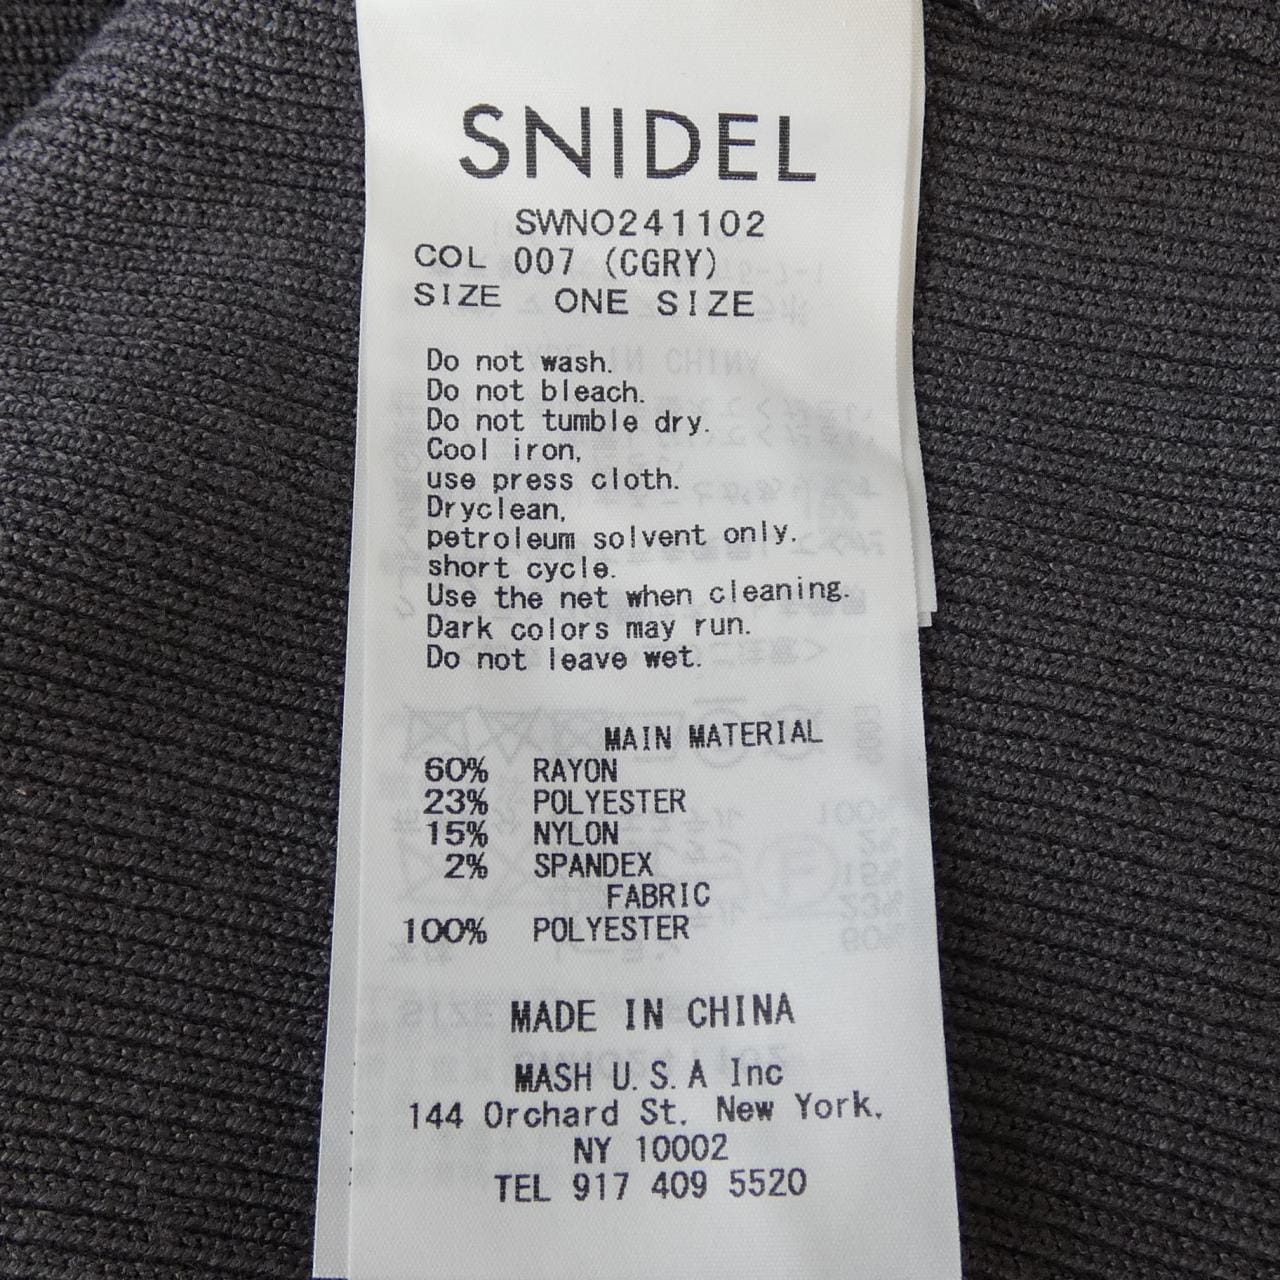 SNIDEL
SWNO241102
COL 007 (CGRY)
SIZE ONE SIZE
Do not wash.
Do not bleach.
Do not tumble dry.
Cool iron,
use press cloth.
Dryclean,
petroleum solvent only.
short cycle.
Use the net when cleaning.
Dark colors may run.
Do not leave wet.
MAIN MATERIAL
60% RAYON
23% POLYESTER
15% NYLON
2% SPANDEX
FABRIC
100% POLYESTER
MADE IN CHINA
MASH U.S.A Inc
144 Orchard St. New York,
NY 10002
TEL 917 409 5520